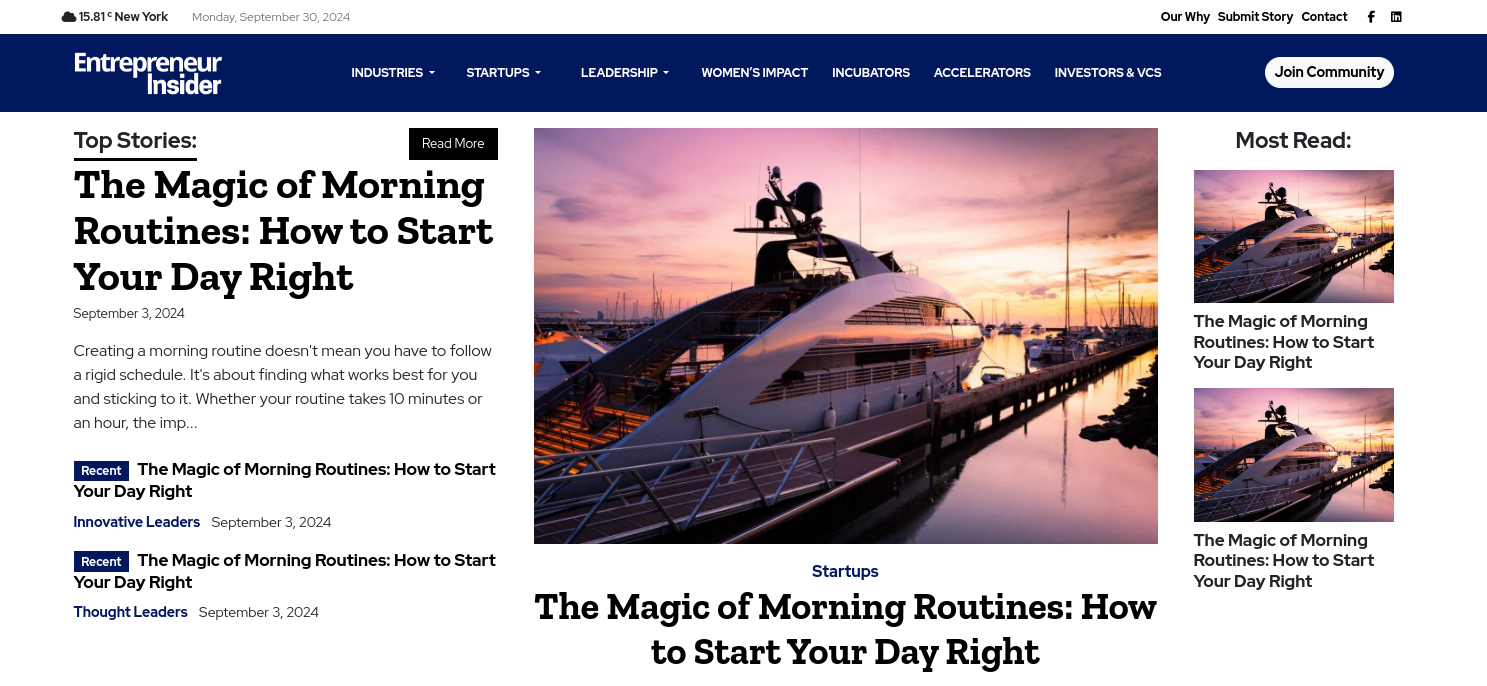 15.81 c New York Monday, September 30, 2024 Our Why Submit Story Contact
Entrepreneur
Insider
INDUSTRIES STARTUPS LEADERSHIP WOMEN'S IMPACT INCUBATORS ACCELERATORS INVESTORS & VCS Join Community
Top Stories: Read More
The Magic of Morning
Routines: How to Start
Your Day Right
September 3, 2024
Creating a morning routine doesn't mean you have to follow
a rigid schedule. It's about finding what works best for you
and sticking to it. Whether your routine takes 10 minutes or
an hour, the imp...
Recent The Magic of Morning Routines: How to Start
Your Day Right
Innovative Leaders September 3, 2024
Recent The Magic of Morning Routines: How to Start
Your Day Right
Thought Leaders September 3, 2024
Startups
The Magic of Morning Routines: How
to Start Your Day Right
Most Read:
The Magic of Morning
Routines: How to Start
Your Day Right
The Magic of Morning
Routines: How to Start
Your Day Right